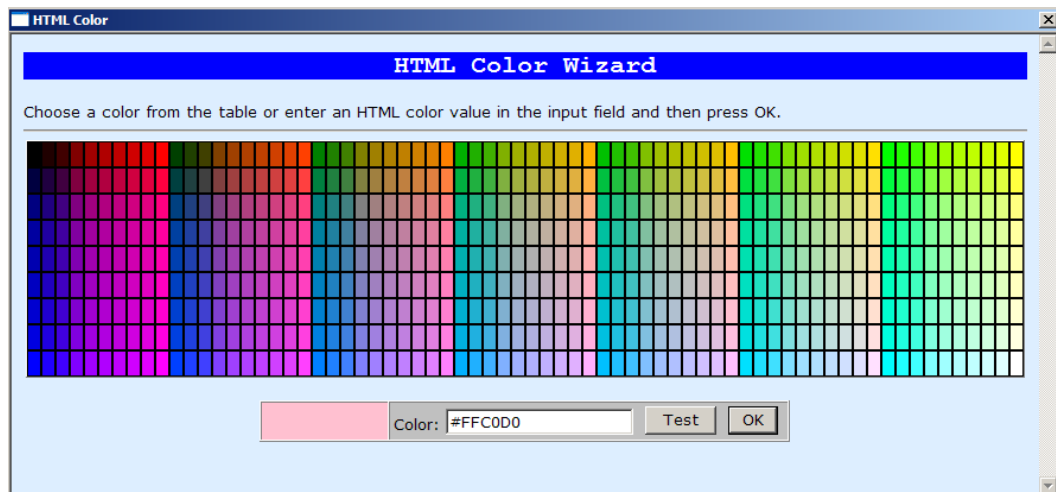 HTML Color
HTML Color Wizard
Choose a color from the table or enter an HTML color value in the input field and then press OK.
Color: #FFC0D0 Test OK